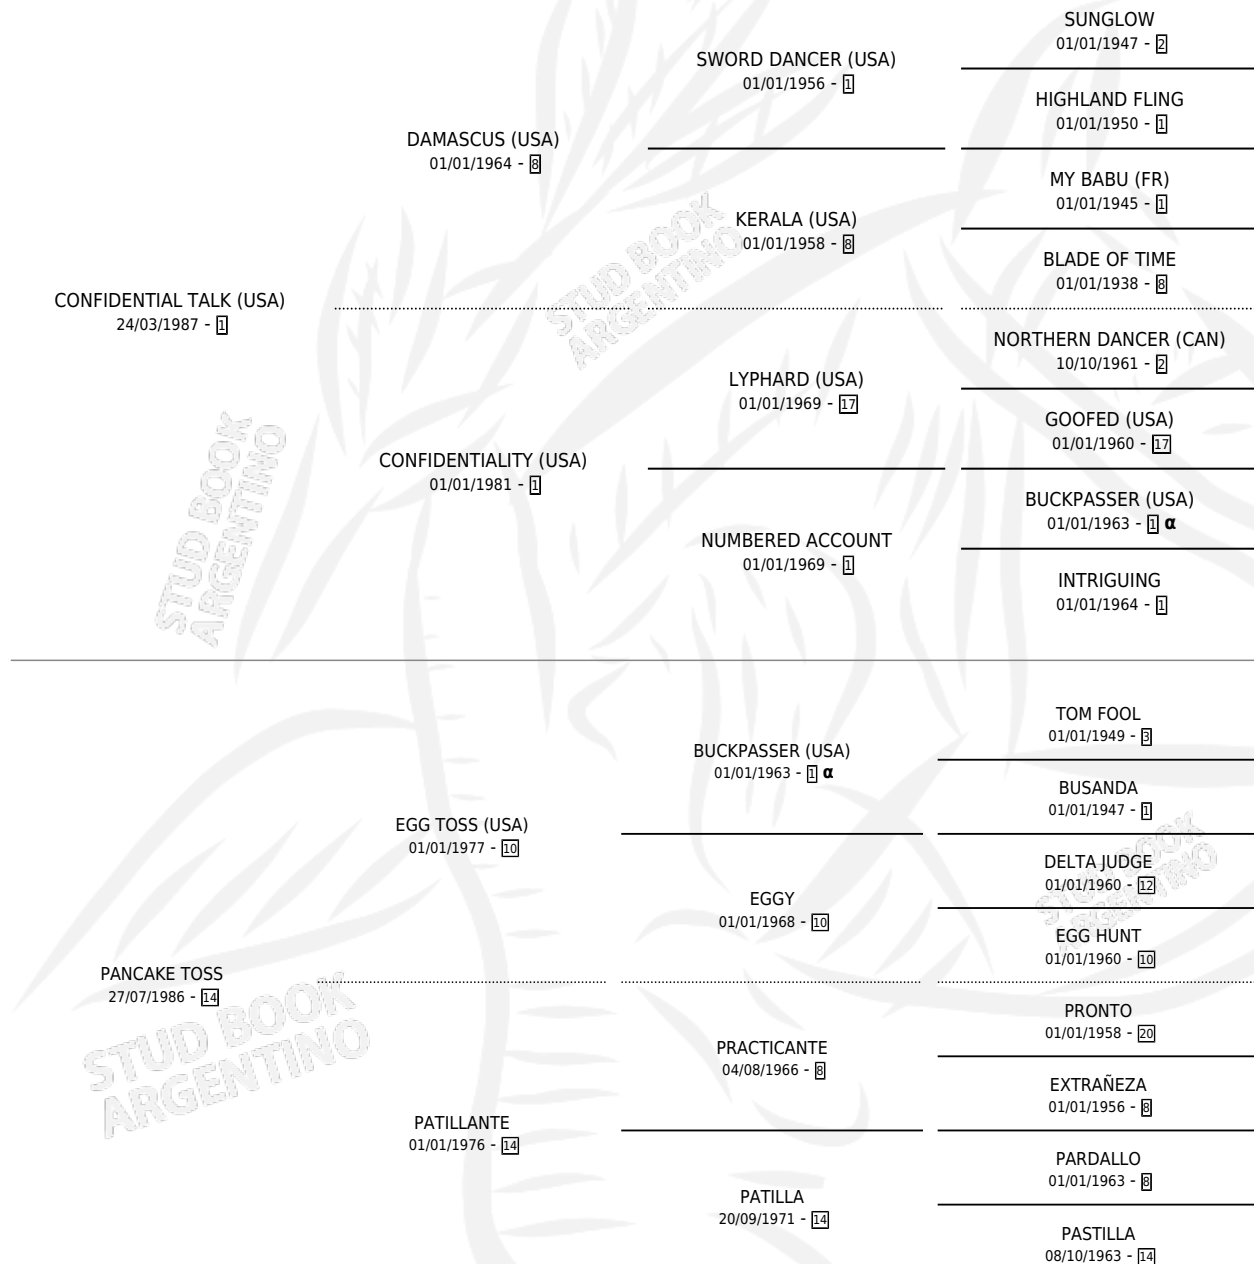 SUNGLOW
01/01/1947 - 2
SWORD DANCER (USA)
01/01/1956 - 1
HIGHLAND FLING
01/01/1950 - 1
DAMASCUS (USA)
01/01/1964 - 8
MY BABU (FR)
01/01/1945 - 1
KERALA (USA)
01/01/1958 - 8
BLADE OF TIME
01/01/1938 - 8
CONFIDENTIAL TALK (USA)
24/03/1987 - 1
NORTHERN DANCER (CAN)
10/10/1961 - 2
LYPHARD (USA)
01/01/1969 - 17
GOOFED (USA)
01/01/1960 - 17
CONFIDENTIALITY (USA)
01/01/1981 - 1
BUCKPASSER (USA)
01/01/1963 - 1 α
NUMBERED ACCOUNT
01/01/1969 - 1
INTRIGUING
01/01/1964 - 1
TOM FOOL
01/01/1949 - 3
BUCKPASSER (USA)
01/01/1963 - 1 α
BUSANDA
01/01/1947 - 1
EGG TOSS (USA)
01/01/1977 - 10
DELTA JUDGE
01/01/1960 - 12
EGGY
01/01/1968 - 10
EGG HUNT
01/01/1960 - 10
PANCAKE TOSS
27/07/1986 - 14
PRONTO
01/01/1958 - 20
PRACTICANTE
04/08/1966 - 8
EXTRAÑEZA
01/01/1956 - 8
PATILLANTE
01/01/1976 - 14
PARDALLO
01/01/1963 - 8
PATILLA
20/09/1971 - 14
PASTILLA
08/10/1963 - 14
STUD BOOK
ARGENTINO
STUD BOOK
ARGENTINO
STUD BOOK
ARGENTINO
STUD BOOK
ARGENTINO